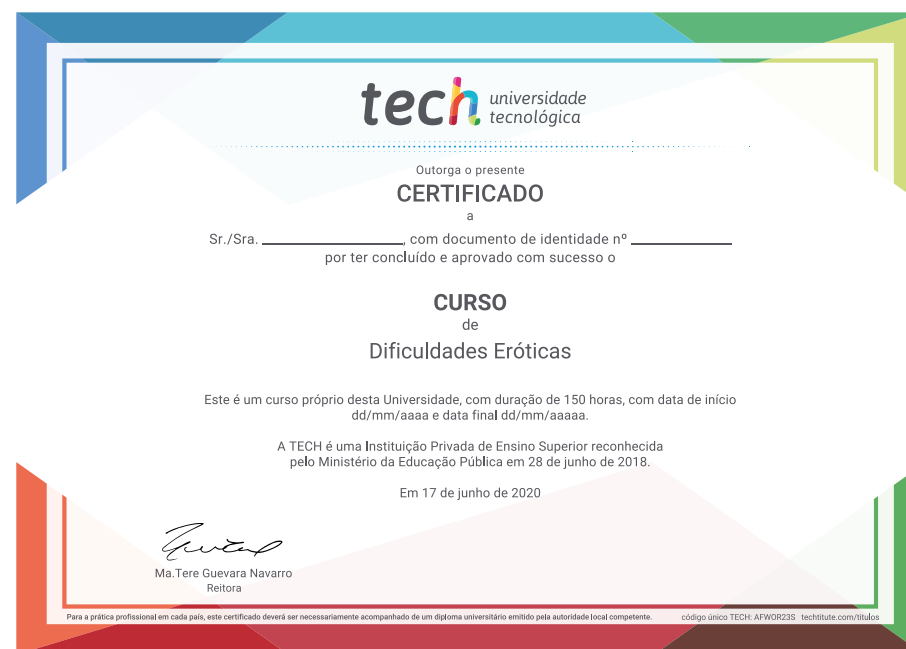 tech universidade
tecnológica
Outorga o presente
CERTIFICADO
a
Sr./Sra. ________________, com documento de identidade nº ____________
por ter concluído e aprovado com sucesso o
CURSO
de
Dificuldades Eróticas
Este é um curso próprio desta Universidade, com duração de 150 horas, com data de início
dd/mm/aaaa e data final dd/mm/aaaaa.
A TECH é uma Instituição Privada de Ensino Superior reconhecida
pelo Ministério da Educação Pública em 28 de junho de 2018.
Em 17 de junho de 2020
Ma.Tere Guevara Navarro
Reitora
Para a prática profissional em cada país, este certificado deverá ser necessariamente acompanhado de um diploma universitário emitido pela autoridade local competente. código único TECH: AFWOR23S techtitute.com/titulos